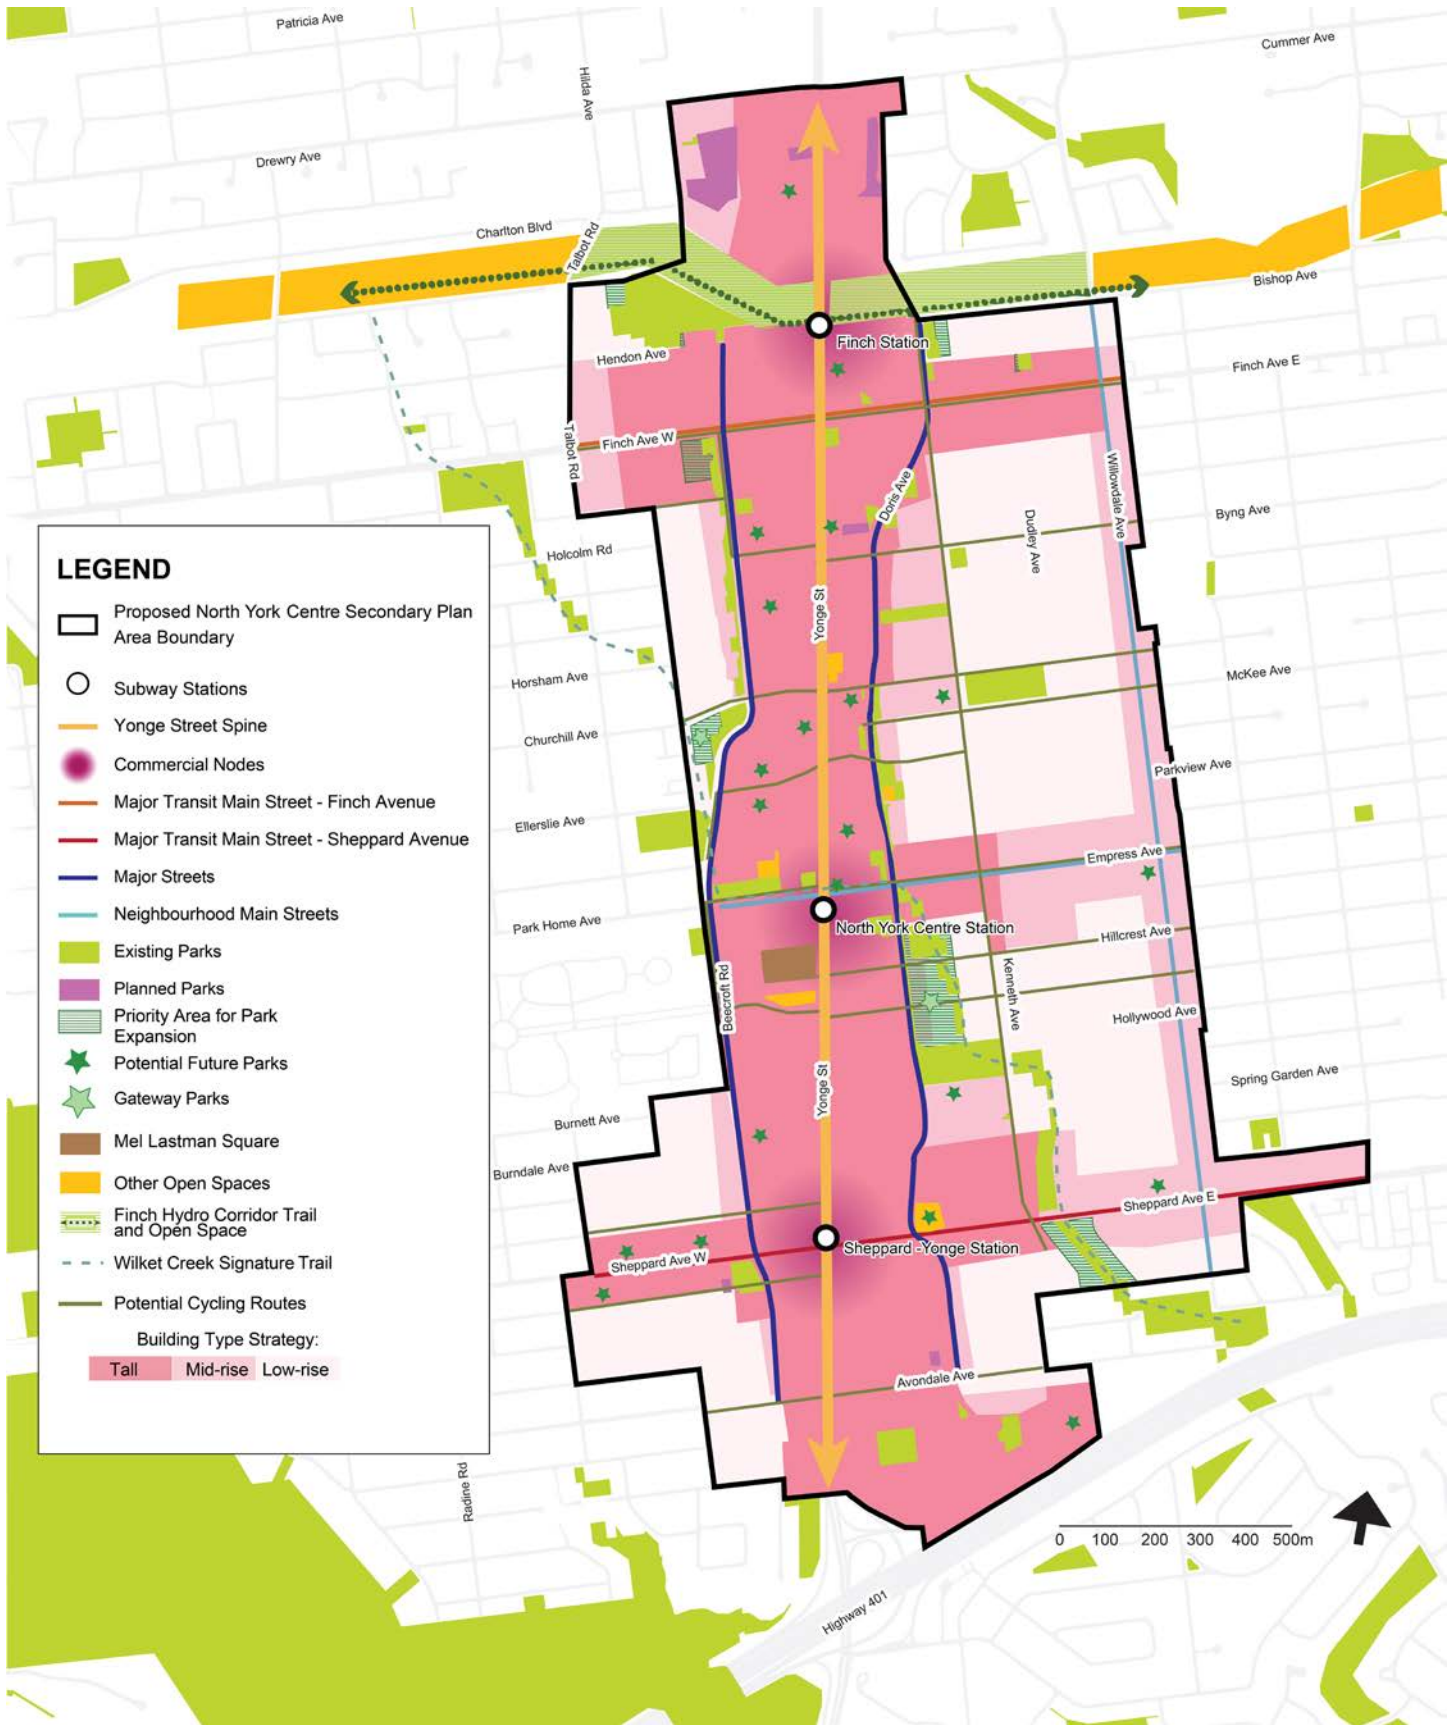 Patricia Ave
Cummer Ave
Hilda Ave
Drewry Ave
Charlton Blvd
Talbot Rd
Bishop Ave
Finch Station
Hendon Ave
Finch Ave E
Finch Ave W
Talbot Rd
Willowdale Ave
Doris Ave
Dudley Ave
Byng Ave
Holcolm Rd
Yonge St
Horsham Ave
McKee Ave
Churchill Ave
Parkview Ave
Ellerslie Ave
Empress Ave
Park Home Ave
North York Centre Station
Hillcrest Ave
Beecroft Rd
Kenneth Ave
Hollywood Ave
Yonge St
Spring Garden Ave
Burnett Ave
Burndale Ave
Sheppard Ave E
Sheppard -Yonge Station
Sheppard Ave W
Avondale Ave
Radine Rd
Highway 401
0 100 200 300 400 500m
LEGEND
Proposed North York Centre Secondary Plan
Area Boundary
Subway Stations
Yonge Street Spine
Commercial Nodes
Major Transit Main Street - Finch Avenue
Major Transit Main Street - Sheppard Avenue
Major Streets
Neighbourhood Main Streets
Existing Parks
Planned Parks
Priority Area for Park
Expansion
Potential Future Parks
Gateway Parks
Mel Lastman Square
Other Open Spaces
Finch Hydro Corridor Trail
and Open Space
Wilket Creek Signature Trail
Potential Cycling Routes
Building Type Strategy:
Tall Mid-rise Low-rise